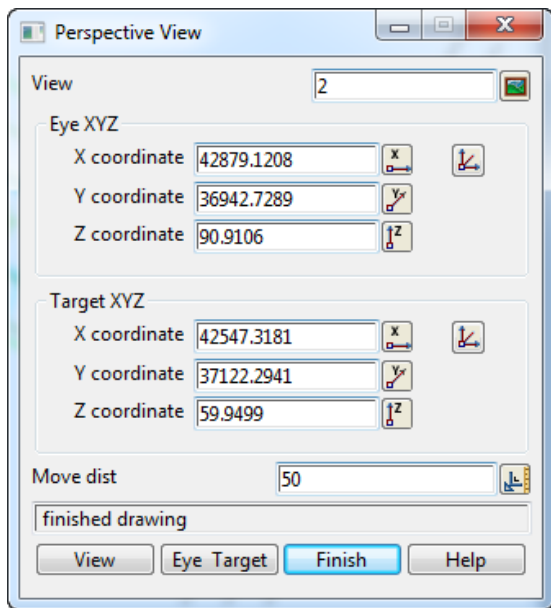 Perspective View
View 2
Eye XYZ
X coordinate 42879.1208 X
Y coordinate 36942.7289 Y
Z coordinate 90.9106 Z
Target XYZ
X coordinate 42547.3181 X
Y coordinate 37122.2941 Y
Z coordinate 59.9499 Z
Move dist 50
finished drawing
View Eye Target Finish Help